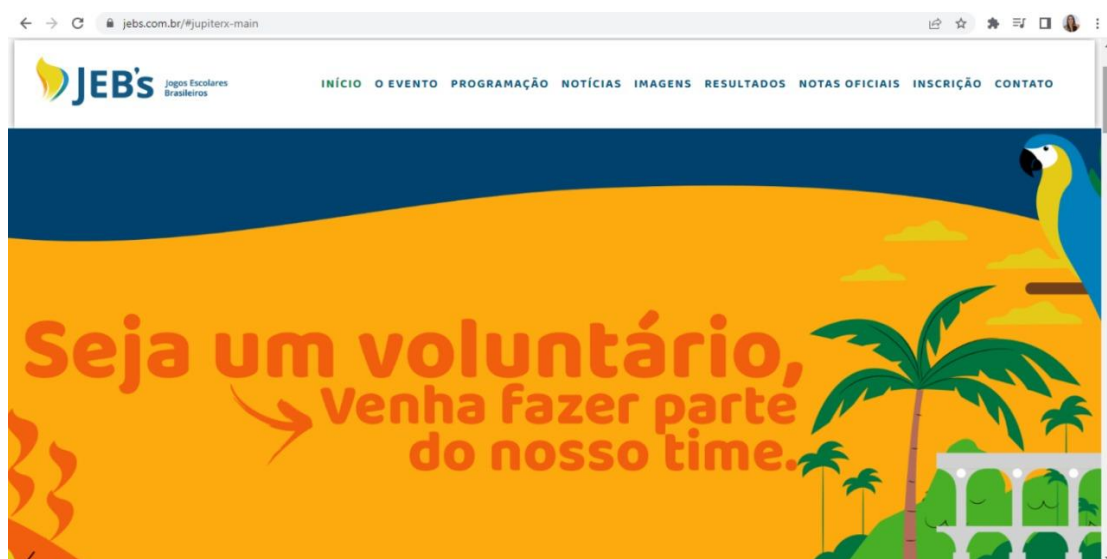 jebs.com.br/#jupiterx-main
JEB's Jogos Escolares
Brasileiros
INÍCIO O EVENTO PROGRAMAÇÃO NOTÍCIAS IMAGENS RESULTADOS NOTAS OFICIAIS INSCRIÇÃO CONTATO
Seja um voluntário,
Venha fazer parte
do nosso time.